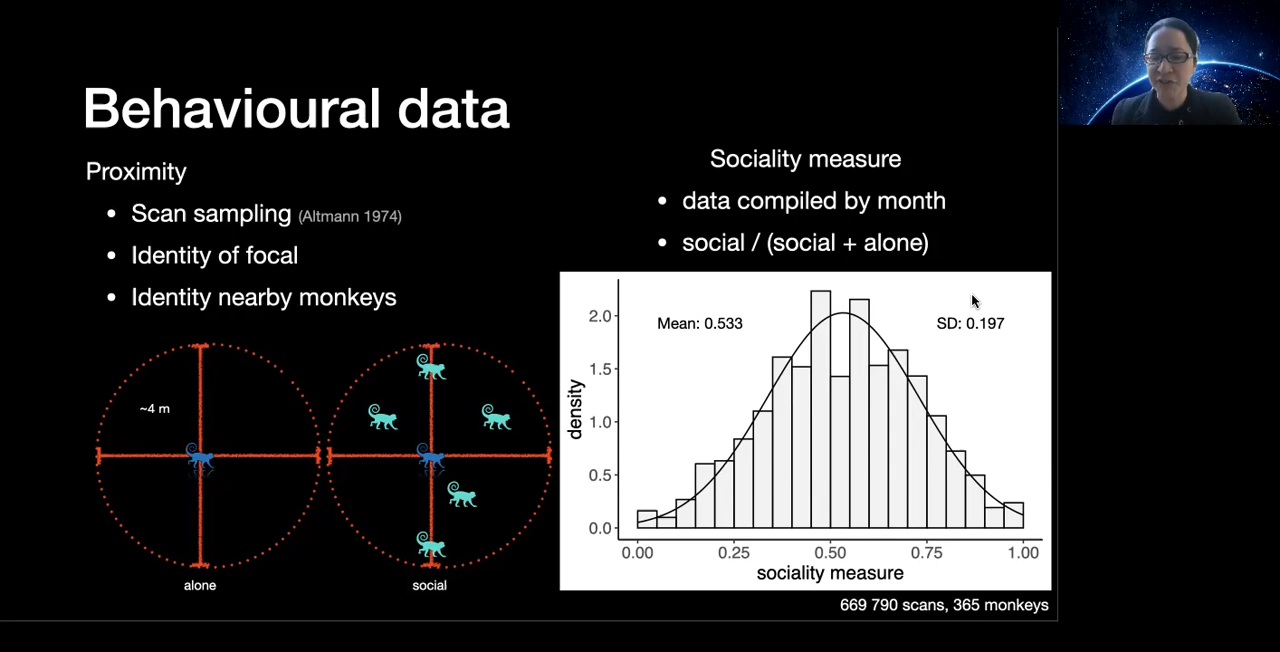 Behavioural data
Proximity
• Scan sampling (Altmann 1974)
• Identity of focal
• Identity nearby monkeys
~4 m
alone
social
Sociality measure
• data compiled by month
• social / (social + alone)
Mean: 0.533
SD: 0.197
density
2.0
1.5
1.0
0.5
0.0
0.00 0.25 0.50 0.75 1.00
sociality measure
669 790 scans, 365 monkeys